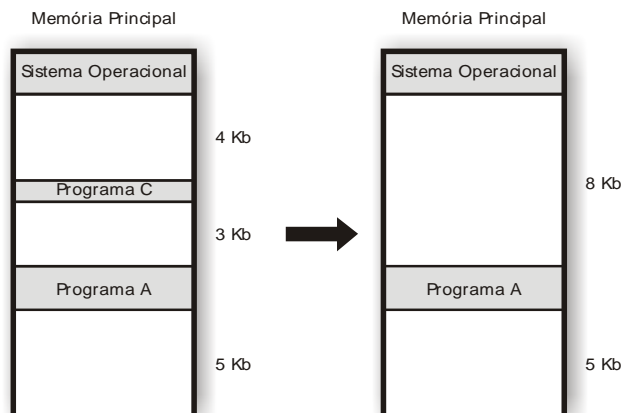 Memória Principal
Sistema Operacional
4 Kb
Programa C
3 Kb
Programa A
5 Kb
Memória Principal
Sistema Operacional
8 Kb
Programa A
5 Kb